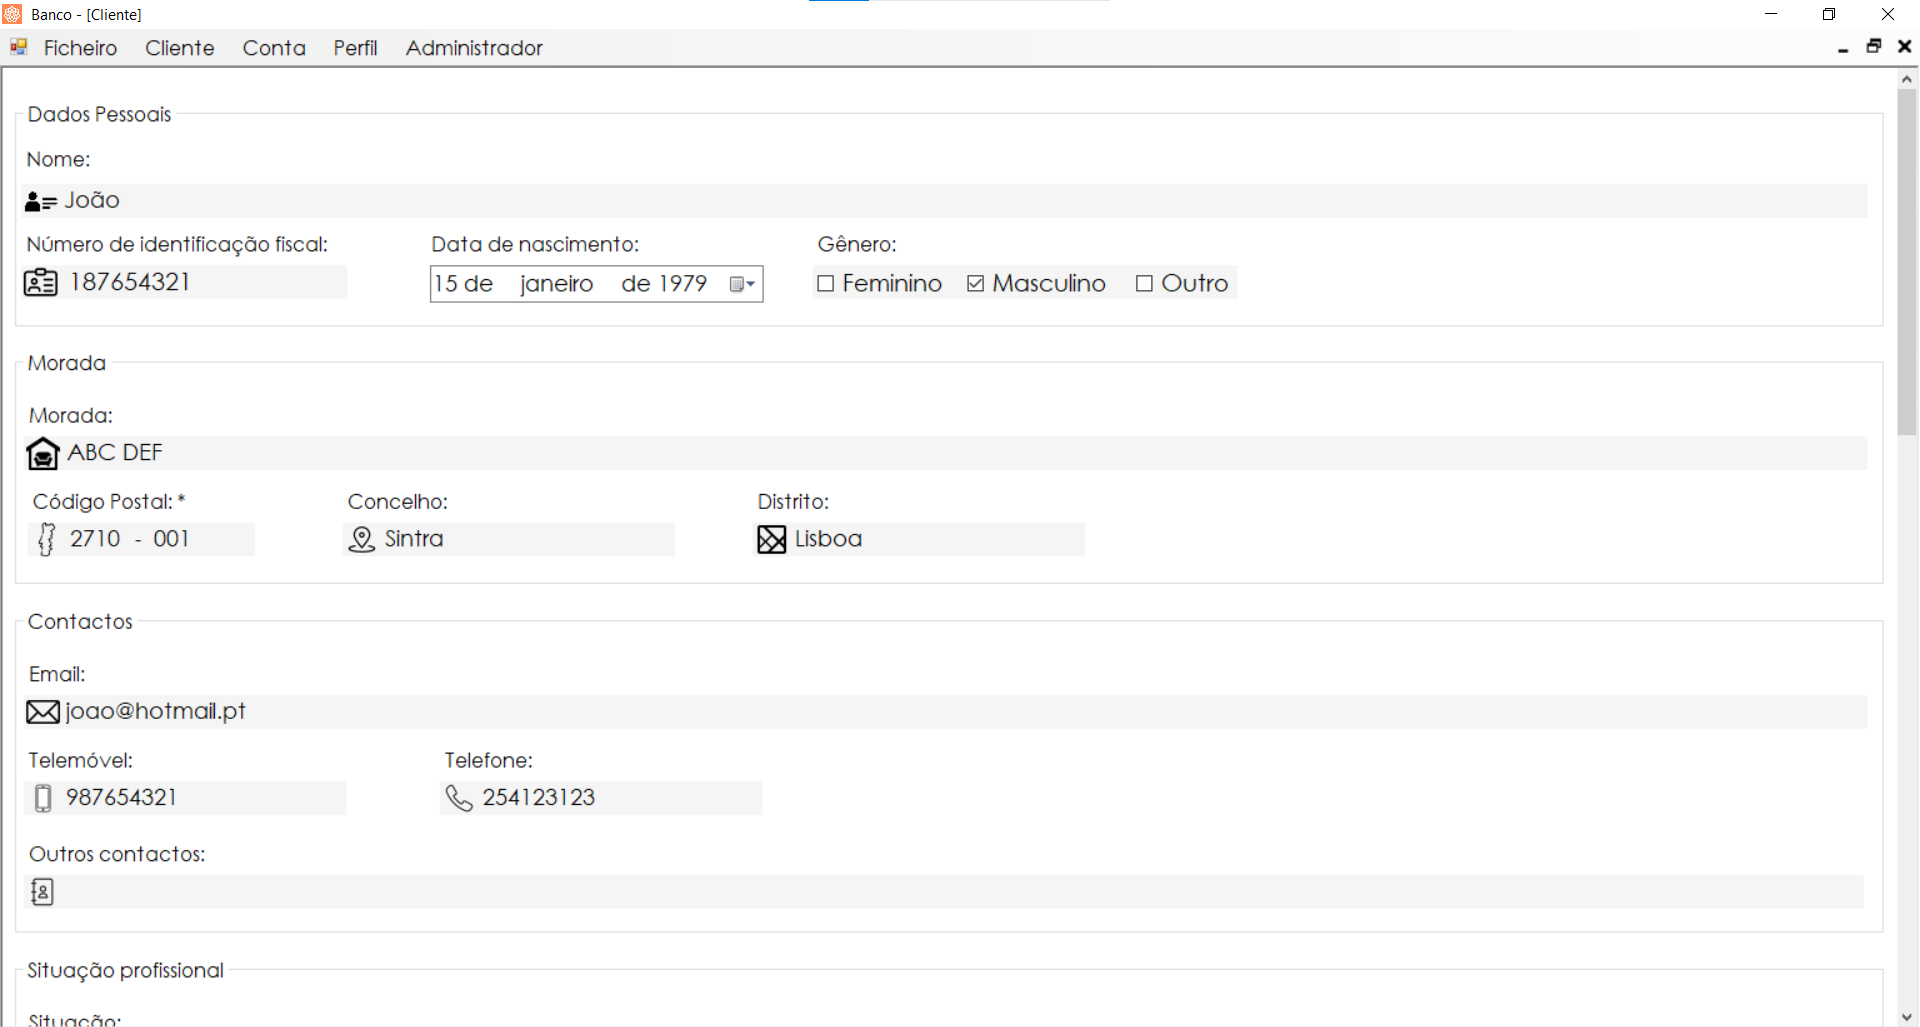 Banco - [Cliente]
Ficheiro Cliente Conta Perfil Administrador
Dados Pessoais
Nome:
João
Número de identificação fiscal: Data de nascimento: Gênero:
187654321 15 de janeiro de 1979 Feminino Masculino Outro
Morada
Morada:
ABC DEF
Código Postal: * Concelho: Distrito:
2710 - 001 Sintra Lisboa
Contactos
Email:
joao@hotmail.pt
Telemóvel: Telefone:
987654321 254123123
Outros contactos:
Situação profissional
Situação: